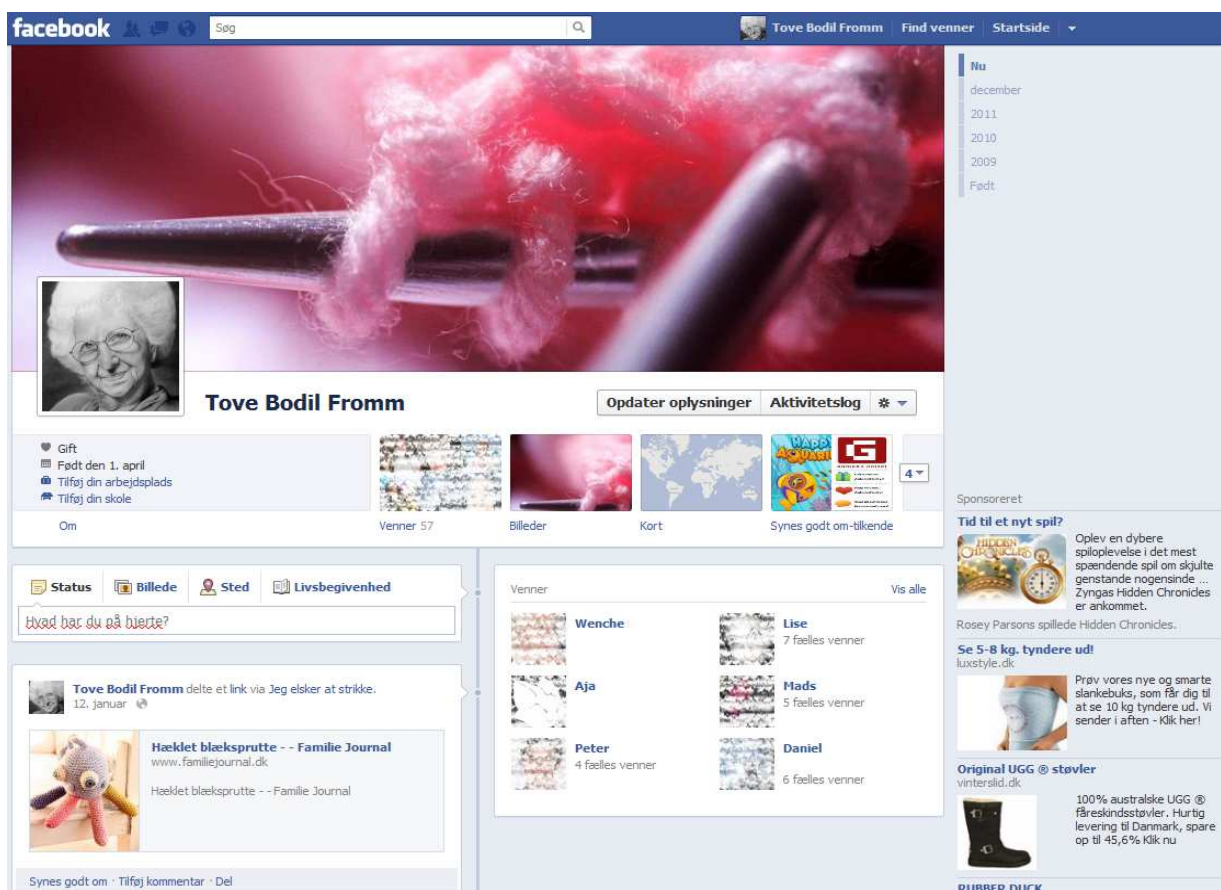 facebook
Søg
Tove Bodil Fromm
Find venner
Startside
Nu
december
2011
2010
2009
Født
Tove Bodil Fromm
Opdater oplysninger
Aktivitetslog
Gift
Født den 1. april
Tilføj din arbejdsplads
Tilføj din skole
Om
Venner 57
Billeder
Kort
HAPPY
AQUARI
G
Synes godt om-tilkende
4
Status
Billede
Sted
Livsbegivenhed
Hvad har du på hjerte?
Tove Bodil Fromm delte et link via Jeg elsker at strikke.
12. januar
Hæklet blæksprutte - - Familie Journal
www.familiejournal.dk
Hæklet blæksprutte - - Familie Journal
Synes godt om · Tilføj kommentar · Del
Venner
Vis alle
Wenche
Lise
7 fælles venner
Aja
Mads
5 fælles venner
Peter
4 fælles venner
Daniel
6 fælles venner
Sponsoreret
Tid til et nyt spil?
HIDDEN
CHRONICLES
Oplev en dybere
spiloplevelse i det mest
spændende spil om skjulte
genstande nogensinde ...
Zyngas Hidden Chronicles
er ankommet.
Rosey Parsons spillede Hidden Chronicles.
Se 5-8 kg. tyndere ud!
luxstyle.dk
Prøv vores nye og smarte
slankebuks, som får dig til
at se 10 kg tyndere ud. Vi
sender i aften - Klik her!
Original UGG ® støvler
vinterslid.dk
100% australske UGG ®
fåreskindsstøvler. Hurtig
levering til Danmark, spare
op til 45,6% Klik nu
RUBBER DUCK